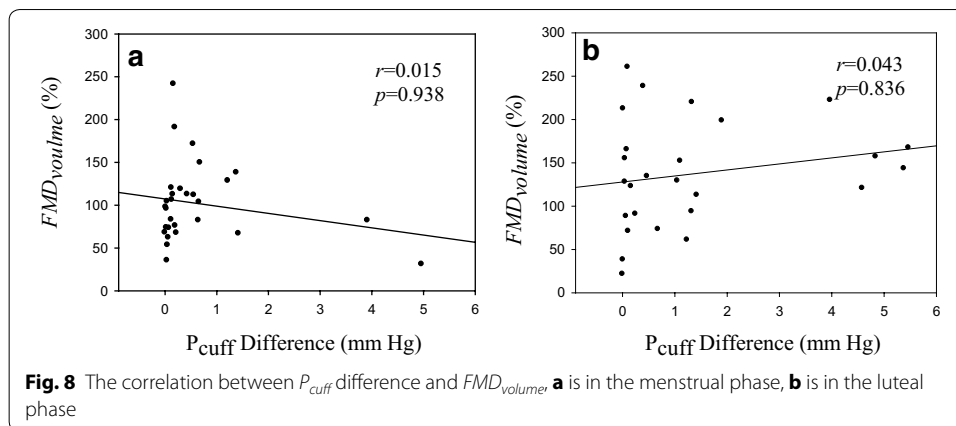 a
r=0.015
p=0.938
300
250
200
150
100
50
0
FMDvoulme (%)
0 1 2 3 4 5 6
Pcuff Difference (mm Hg)
b
r=0.043
p=0.836
300
250
200
150
100
50
0
FMDvolume (%)
0 1 2 3 4 5 6
Pcuff Difference (mm Hg)
Fig. 8 The correlation between Pcuff difference and FMDvolume, a is in the menstrual phase, b is in the luteal
phase